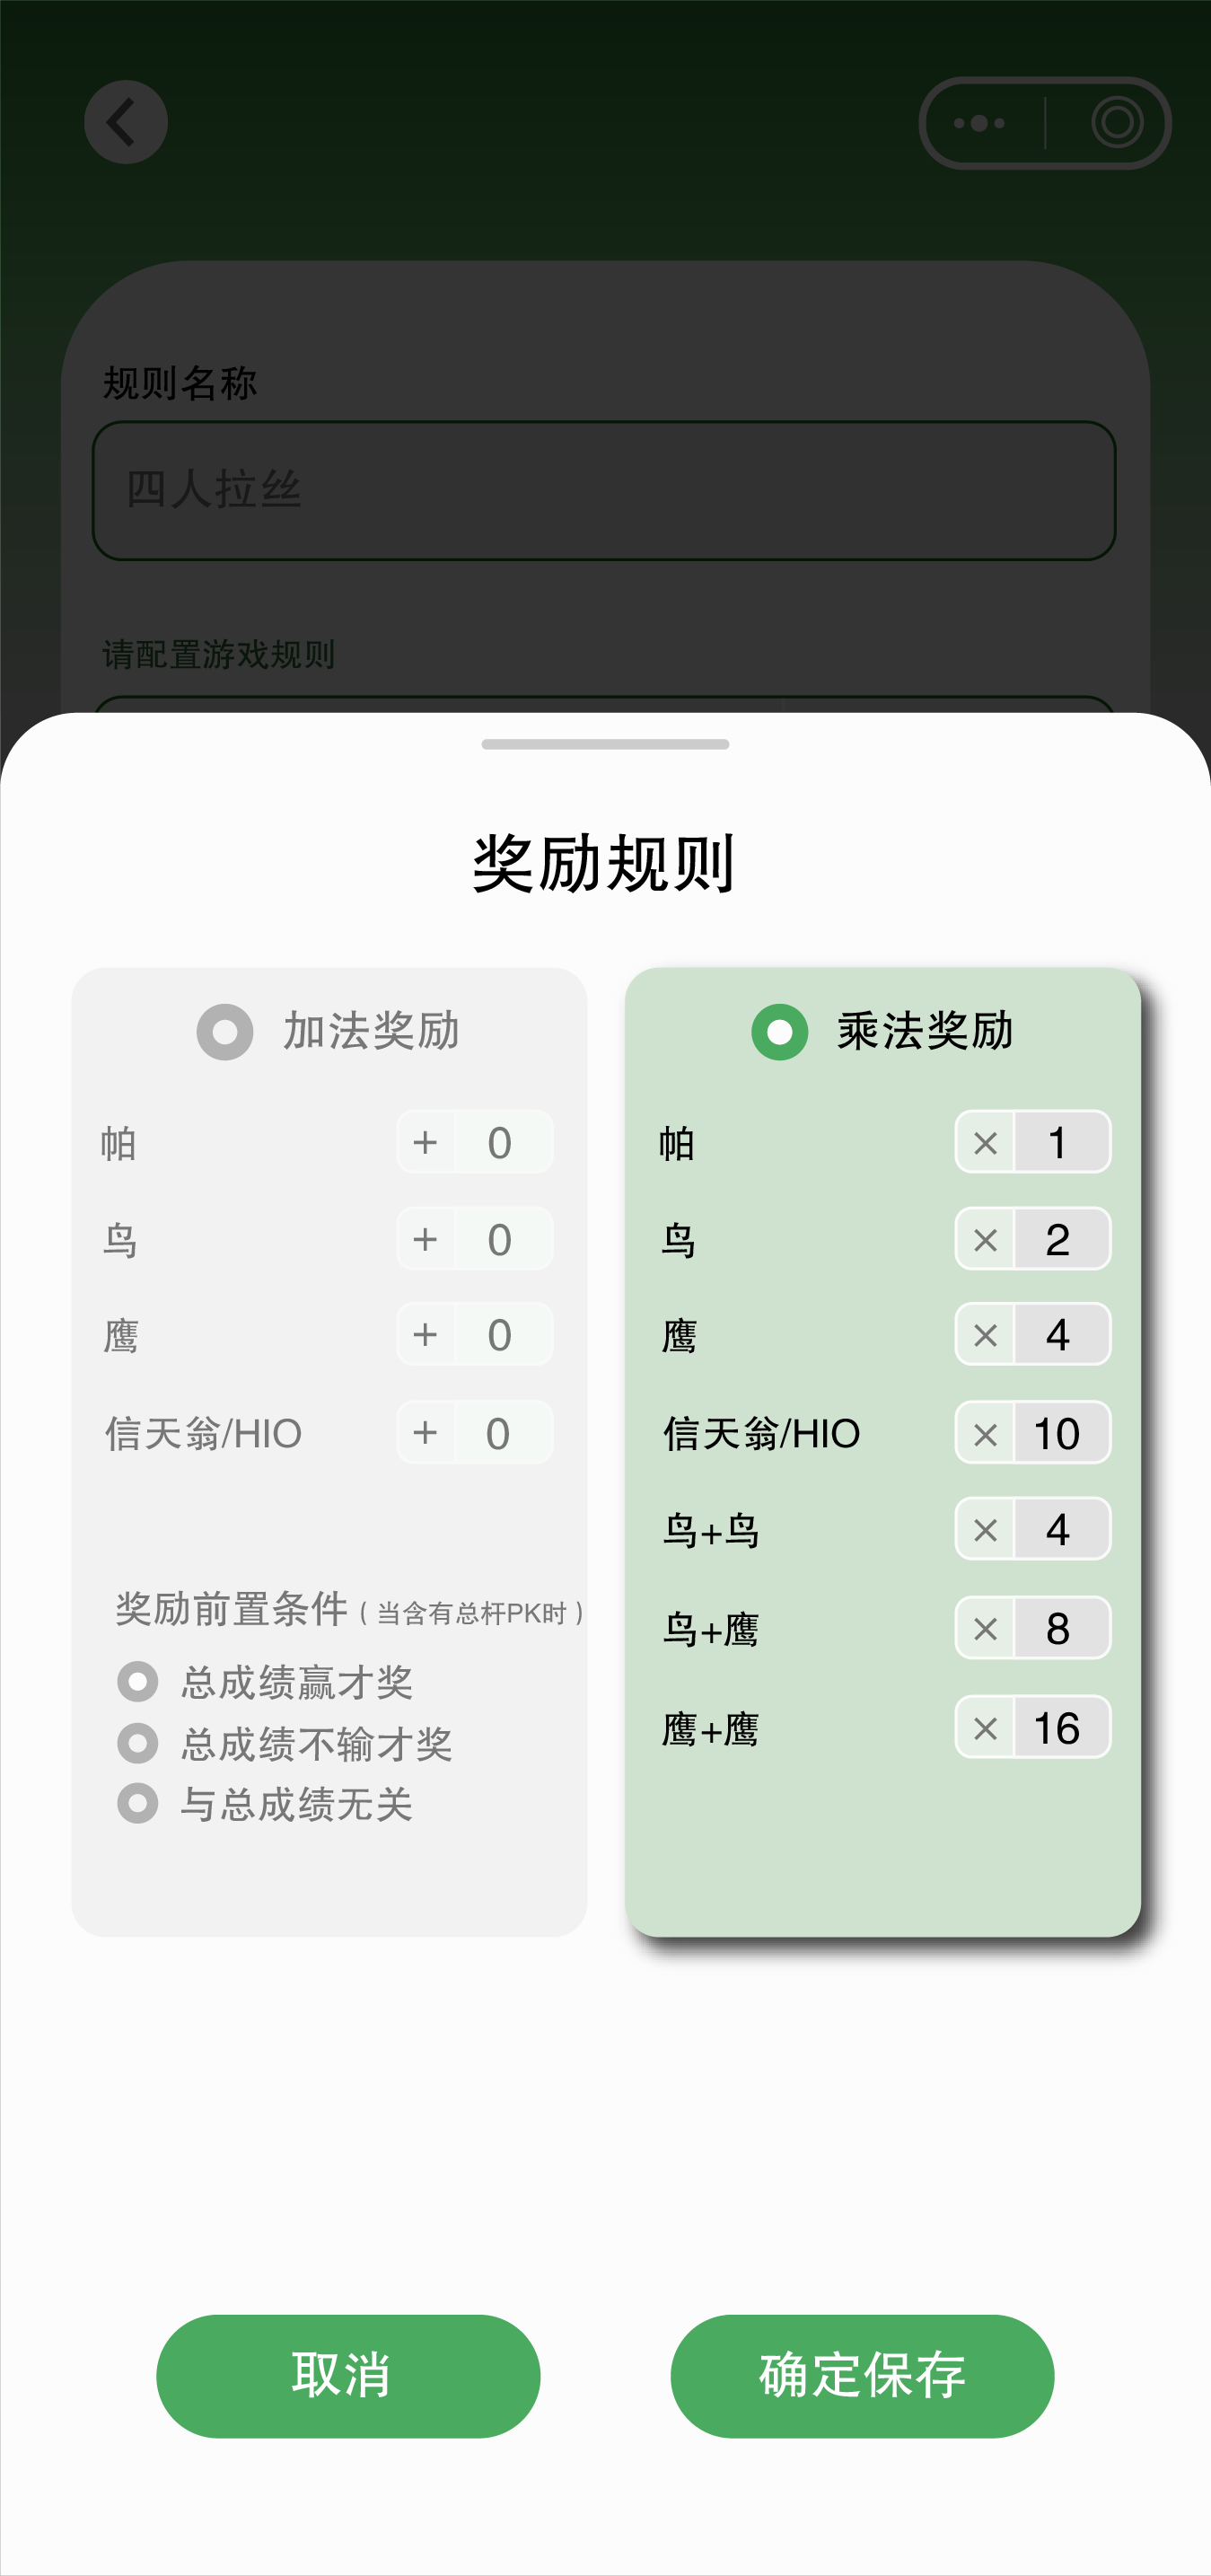 规则名称
四人拉丝
请配置游戏规则
奖励规则
加法奖励
帕 + 0
鸟 + 0
鹰 + 0
信天翁/HIO + 0
奖励前置条件(当含有总杆PK时)
总成绩赢才奖
总成绩不输才奖
与总成绩无关
乘法奖励
帕 × 1
鸟 × 2
鹰 × 4
信天翁/HIO × 10
鸟+鸟 × 4
鸟+鹰 × 8
鹰+鹰 × 16
取消
确定保存